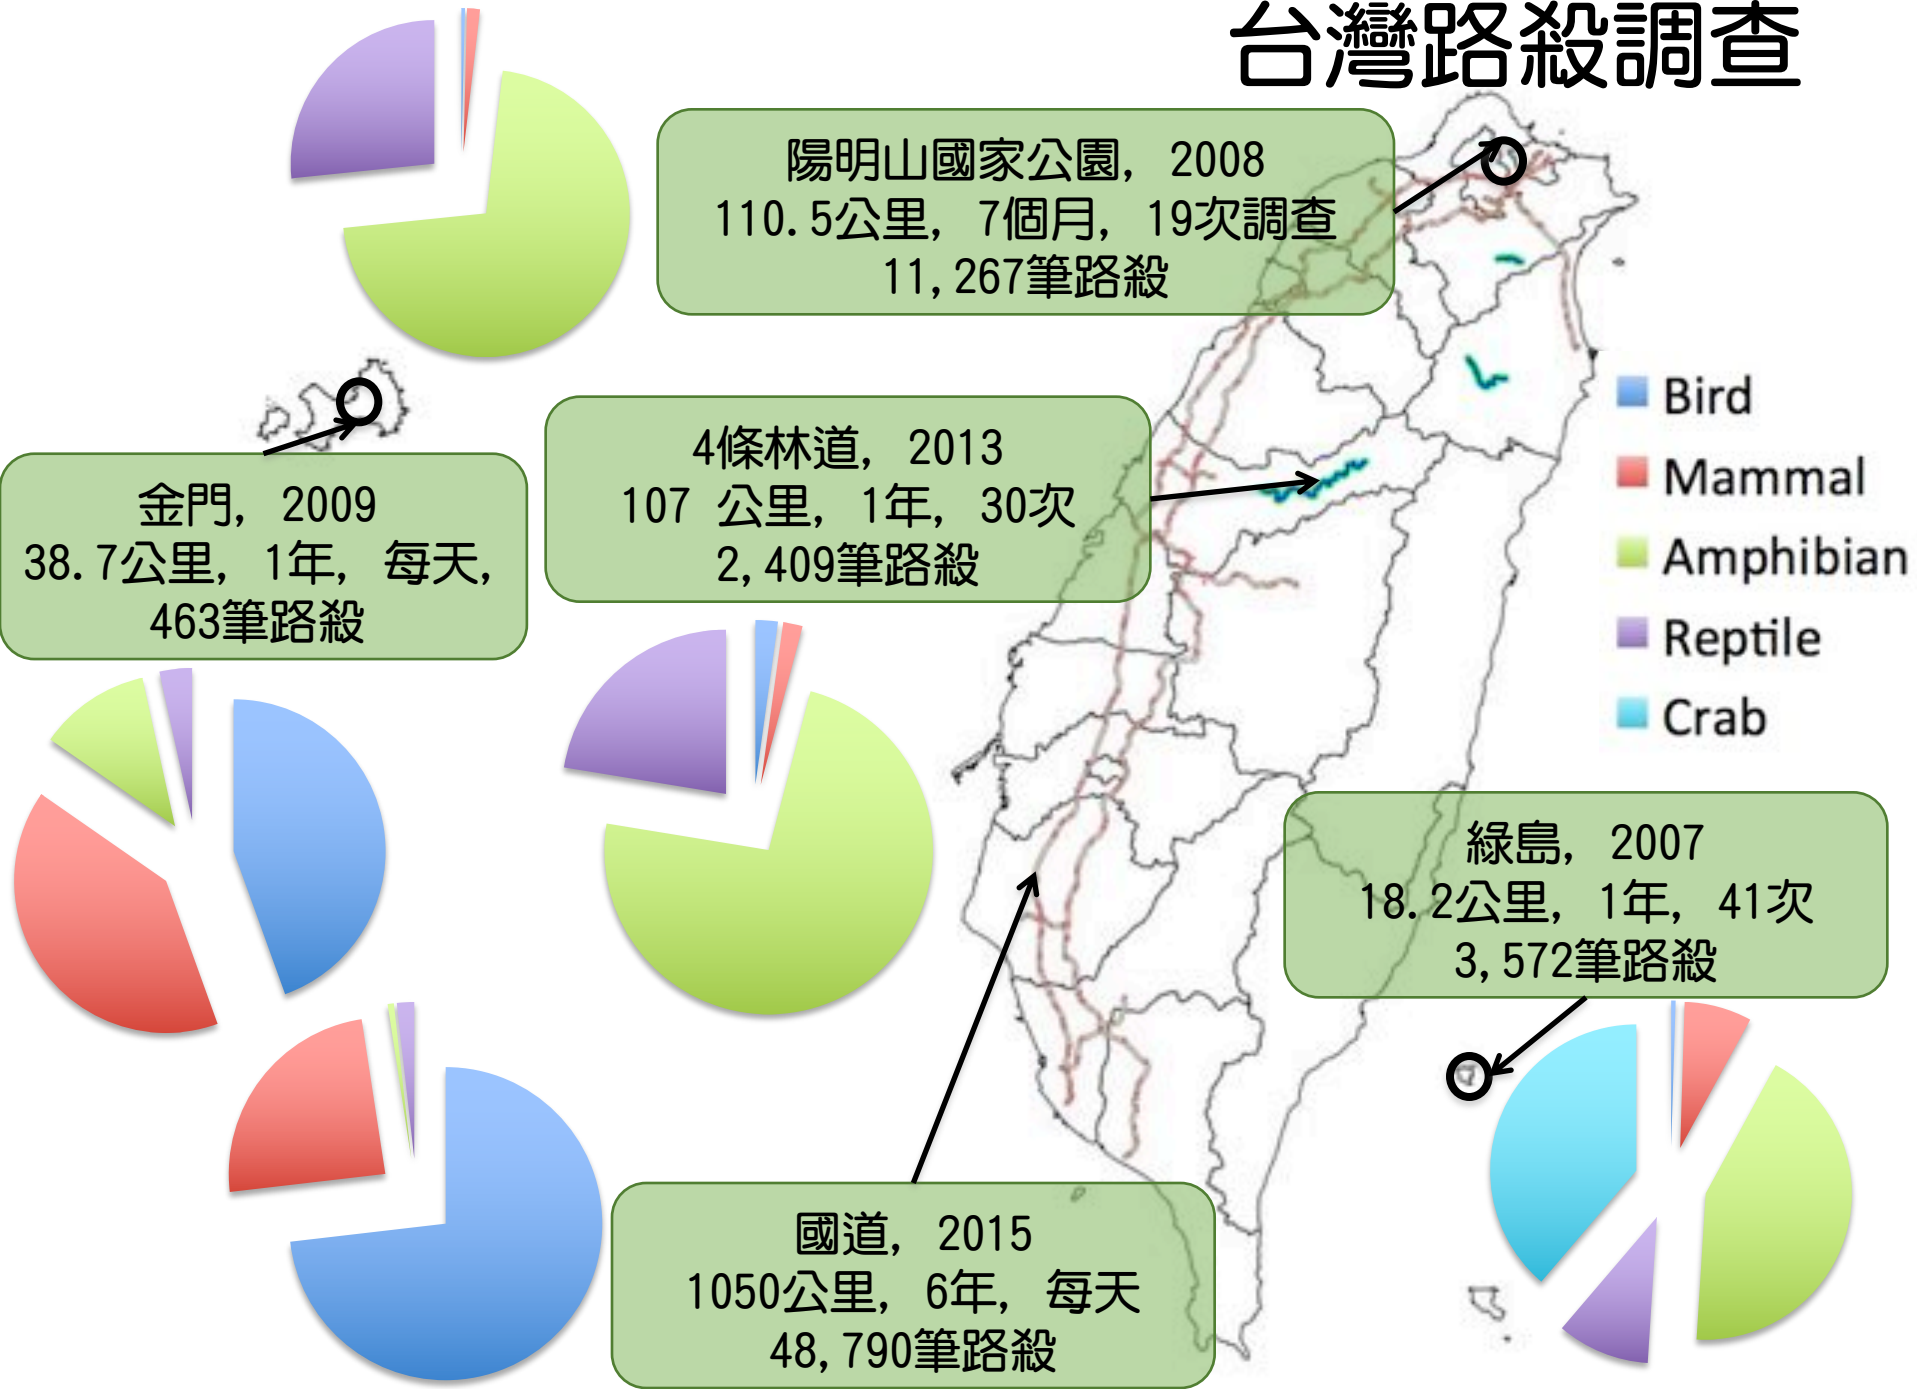 台灣路殺調查
陽明山國家公園, 2008
110.5公里, 7個月, 19次調查
11,267筆路殺
4條林道, 2013
107 公里, 1年, 30次
2,409筆路殺
金門, 2009
38.7公里, 1年, 每天,
463筆路殺
Bird
Mammal
Amphibian
Reptile
Crab
綠島, 2007
18.2公里, 1年, 41次
3,572筆路殺
國道, 2015
1050公里, 6年, 每天
48,790筆路殺